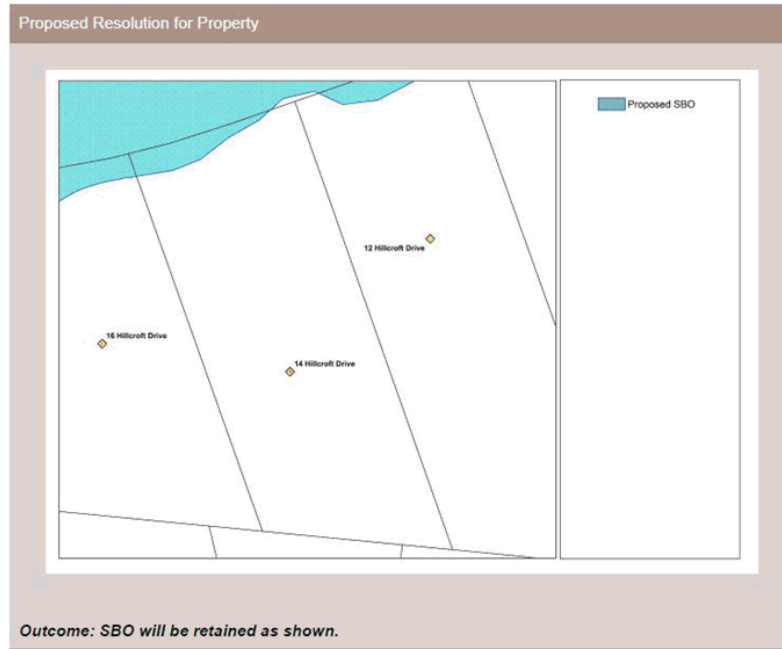 Proposed Resolution for Property
Proposed SBO
12 Hillcroft Drive
16 Hillcroft Drive
14 Hillcroft Drive
Outcome: SBO will be retained as shown.